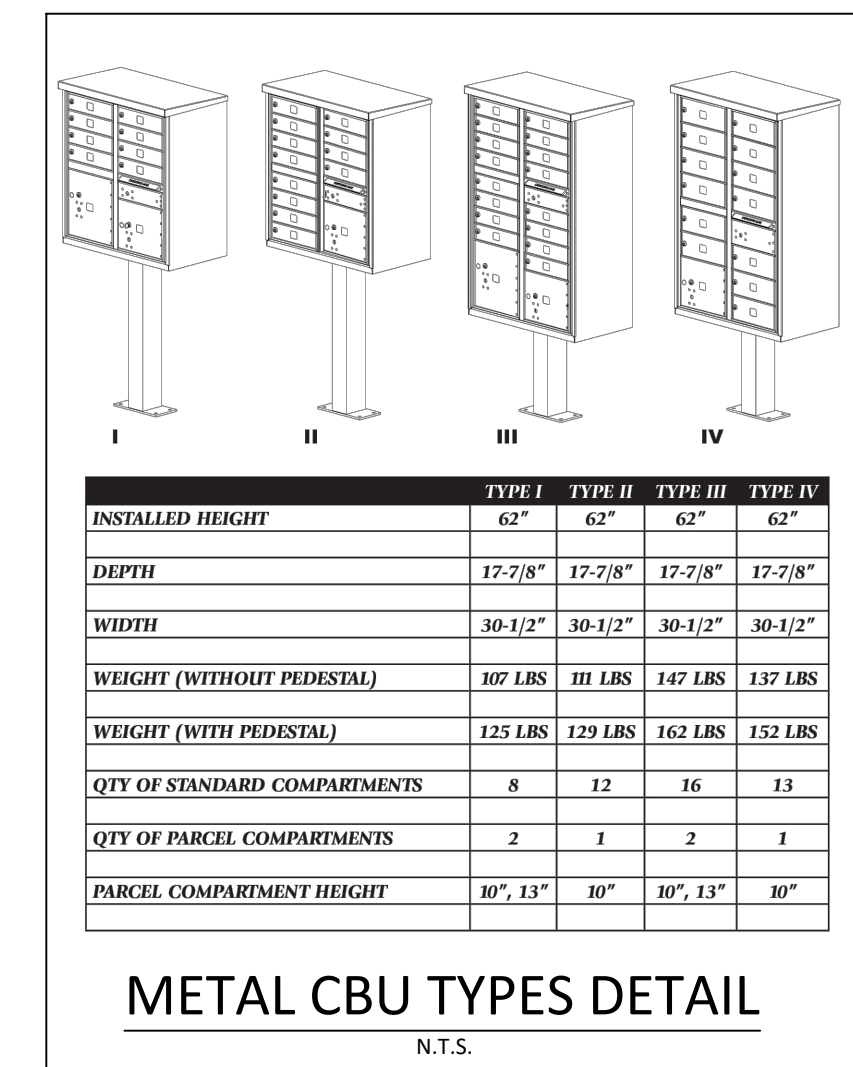 I II III IV
TYPE I TYPE II TYPE III TYPE IV
INSTALLED HEIGHT 62" 62" 62" 62"
DEPTH 17-7/8" 17-7/8" 17-7/8" 17-7/8"
WIDTH 30-1/2" 30-1/2" 30-1/2" 30-1/2"
WEIGHT (WITHOUT PEDESTAL) 107 LBS 111 LBS 147 LBS 137 LBS
WEIGHT (WITH PEDESTAL) 125 LBS 129 LBS 162 LBS 152 LBS
QTY OF STANDARD COMPARTMENTS 8 12 16 13
QTY OF PARCEL COMPARTMENTS 2 1 2 1
PARCEL COMPARTMENT HEIGHT 10", 13" 10" 10", 13" 10"
METAL CBU TYPES DETAIL
N.T.S.